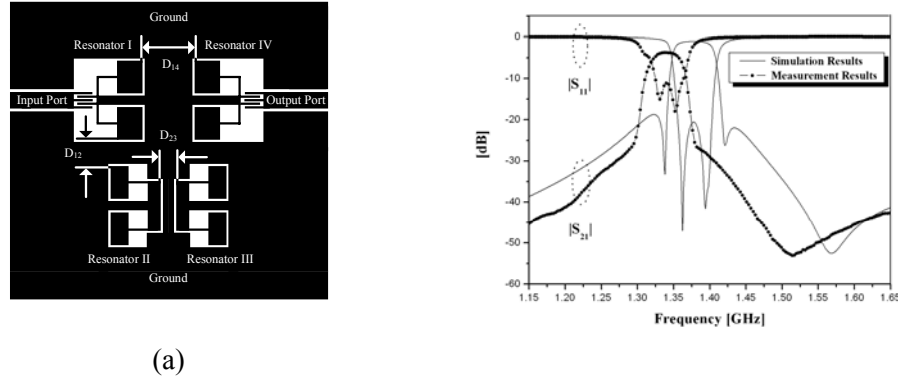 Ground
Resonator I
Resonator IV
D14
Input Port
Output Port
D23
D12
Resonator II
Resonator III
Ground
(a)
0
-10
-20
-30
-40
-50
-60
[dB]
|S11|
|S21|
Simulation Results
Measurement Results
1.15 1.20 1.25 1.30 1.35 1.40 1.45 1.50 1.55 1.60 1.65
Frequency [GHz]